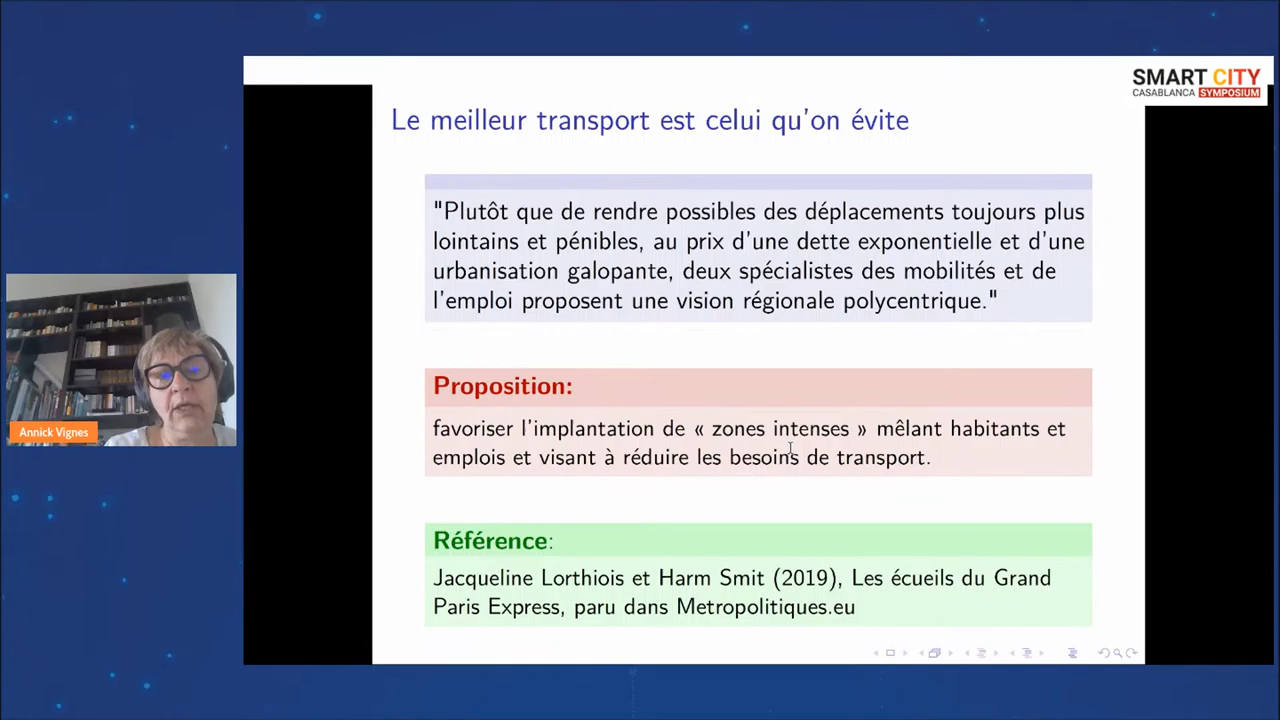 SMART CITY
CASABLANCA SYMPOSIUM
Le meilleur transport est celui qu'on évite
"Plutôt que de rendre possibles des déplacements toujours plus
lointains et pénibles, au prix d'une dette exponentielle et d'une
urbanisation galopante, deux spécialistes des mobilités et de
l'emploi proposent une vision régionale polycentrique."
Proposition:
favoriser l'implantation de « zones intenses » mêlant habitants et
emplois et visant à réduire les besoins de transport.
Référence:
Jacqueline Lorthiois et Harm Smit (2019), Les écueils du Grand
Paris Express, paru dans Metropolitiques.eu
Annick Vignes